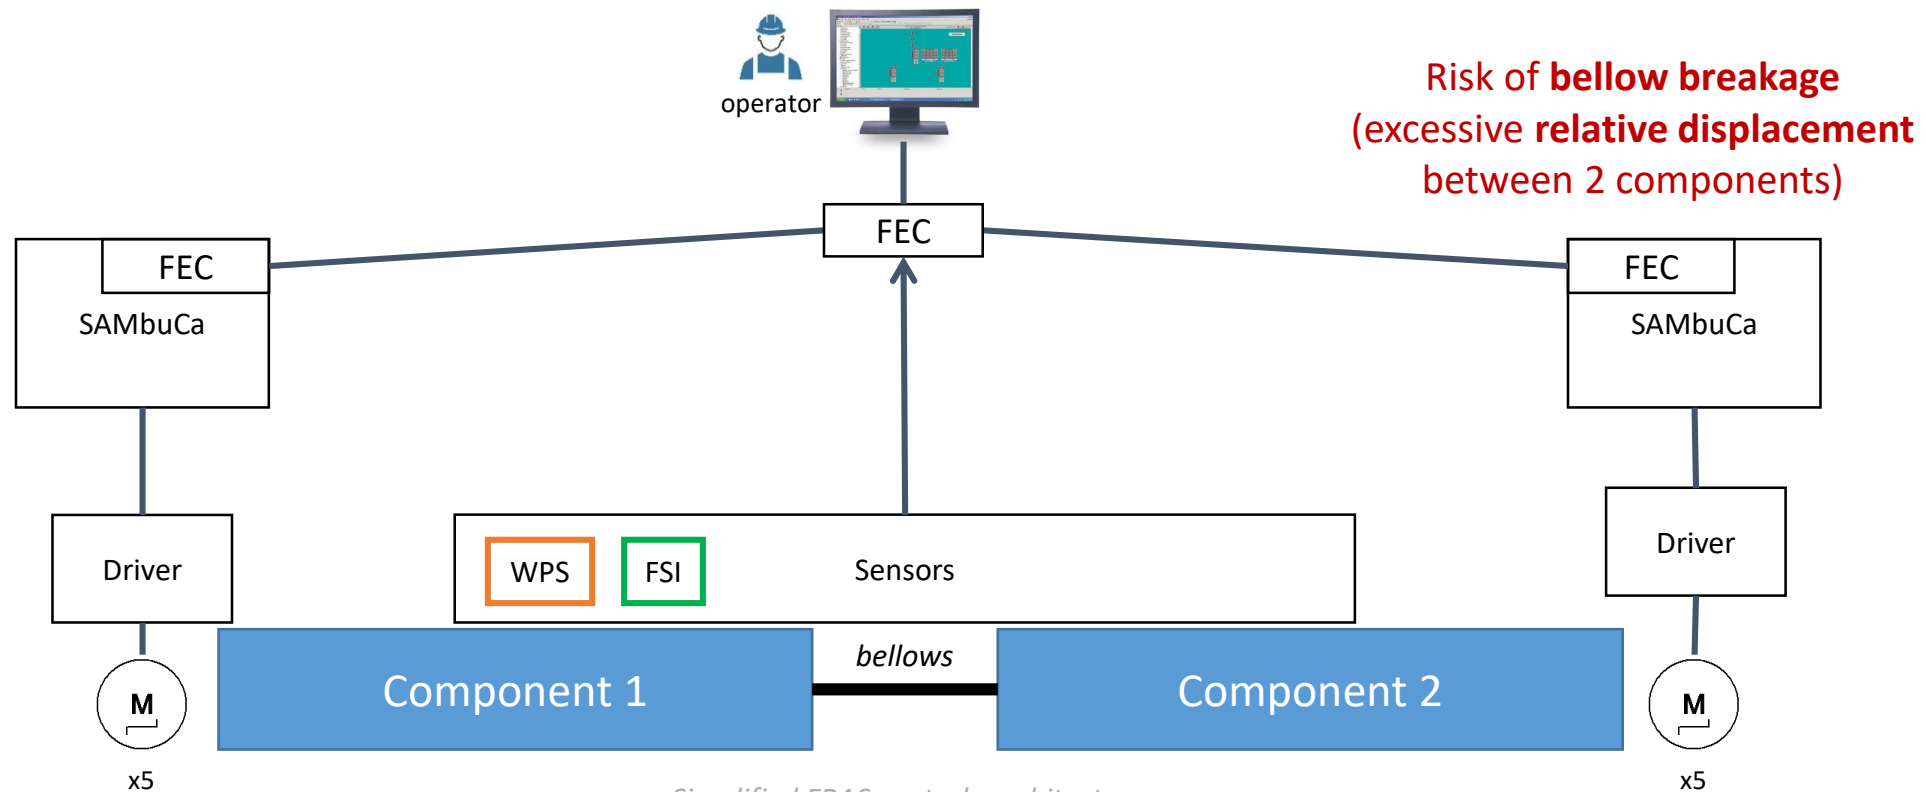 operator
Risk of bellow breakage
(excessive relative displacement
between 2 components)
FEC
FEC
SAMbuCa
FEC
SAMbuCa
Driver
WPS
FSI
Sensors
Driver
bellows
Component 1
Component 2
M
M
x5
x5